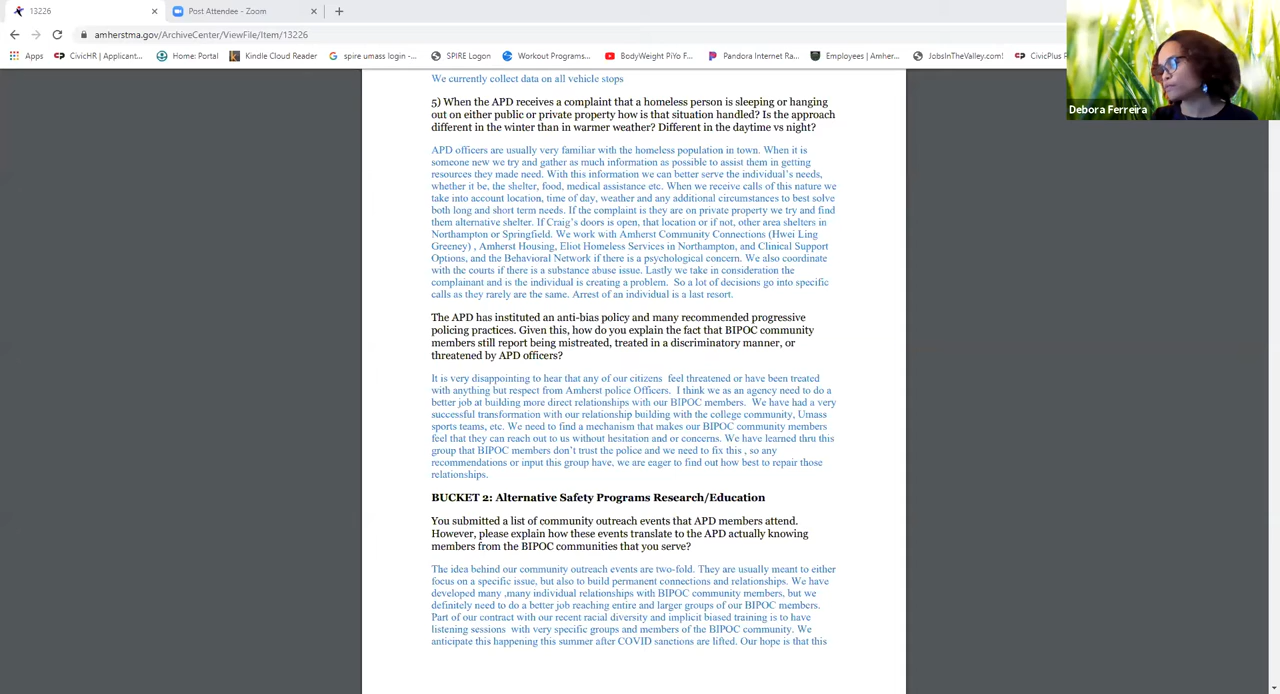 13226
Post Attendee - Zoom
amherstma.gov/ArchiveCenter/ViewFile/Item/13226
Apps
CivicHR | Applicant...
Home: Portal
Kindle Cloud Reader
spire umass login -...
SPIRE Logon
Workout Programs...
BodyWeight PiYo F...
Pandora Internet Ra...
Employees | Amher...
JobsInTheValley.com!
CivicPlus
Debora Ferreira
We currently collect data on all vehicle stops
5) When the APD receives a complaint that a homeless person is sleeping or hanging
out on either public or private property how is that situation handled? Is the approach
different in the winter than in warmer weather? Different in the daytime vs night?
APD officers are usually very familiar with the homeless population in town. When it is
someone new we try and gather as much information as possible to assist them in getting
resources they made need. With this information we can better serve the individual's needs,
whether it be, the shelter, food, medical assistance etc. When we receive calls of this nature we
take into account location, time of day, weather and any additional circumstances to best solve
both long and short term needs. If the complaint is they are on private property we try and find
them alternative shelter. If Craig's doors is open, that location or if not, other area shelters in
Northampton or Springfield. We work with Amherst Community Connections (Hwei Ling
Greeney) , Amherst Housing, Eliot Homeless Services in Northampton, and Clinical Support
Options, and the Behavioral Network if there is a psychological concern. We also coordinate
with the courts if there is a substance abuse issue. Lastly we take in consideration the
complainant and is the individual is creating a problem.  So a lot of decisions go into specific
calls as they rarely are the same. Arrest of an individual is a last resort.
The APD has instituted an anti-bias policy and many recommended progressive
policing practices. Given this, how do you explain the fact that BIPOC community
members still report being mistreated, treated in a discriminatory manner, or
threatened by APD officers?
It is very disappointing to hear that any of our citizens  feel threatened or have been treated
with anything but respect from Amherst police Officers.  I think we as an agency need to do a
better job at building more direct relationships with our BIPOC members.  We have had a very
successful transformation with our relationship building with the college community, Umass
sports teams, etc. We need to find a mechanism that makes our BIPOC community members
feel that they can reach out to us without hesitation and or concerns. We have learned thru this
group that BIPOC members don't trust the police and we need to fix this , so any
recommendations or input this group have, we are eager to find out how best to repair those
relationships.
BUCKET 2: Alternative Safety Programs Research/Education
You submitted a list of community outreach events that APD members attend.
However, please explain how these events translate to the APD actually knowing
members from the BIPOC communities that you serve?
The idea behind our community outreach events are two-fold. They are usually meant to either
focus on a specific issue, but also to build permanent connections and relationships. We have
developed many ,many individual relationships with BIPOC community members, but we
definitely need to do a better job reaching entire and larger groups of our BIPOC members.
Part of our contract with our recent racial diversity and implicit biased training is to have
listening sessions  with very specific groups and members of the BIPOC community. We
anticipate this happening this summer after COVID sanctions are lifted. Our hope is that this